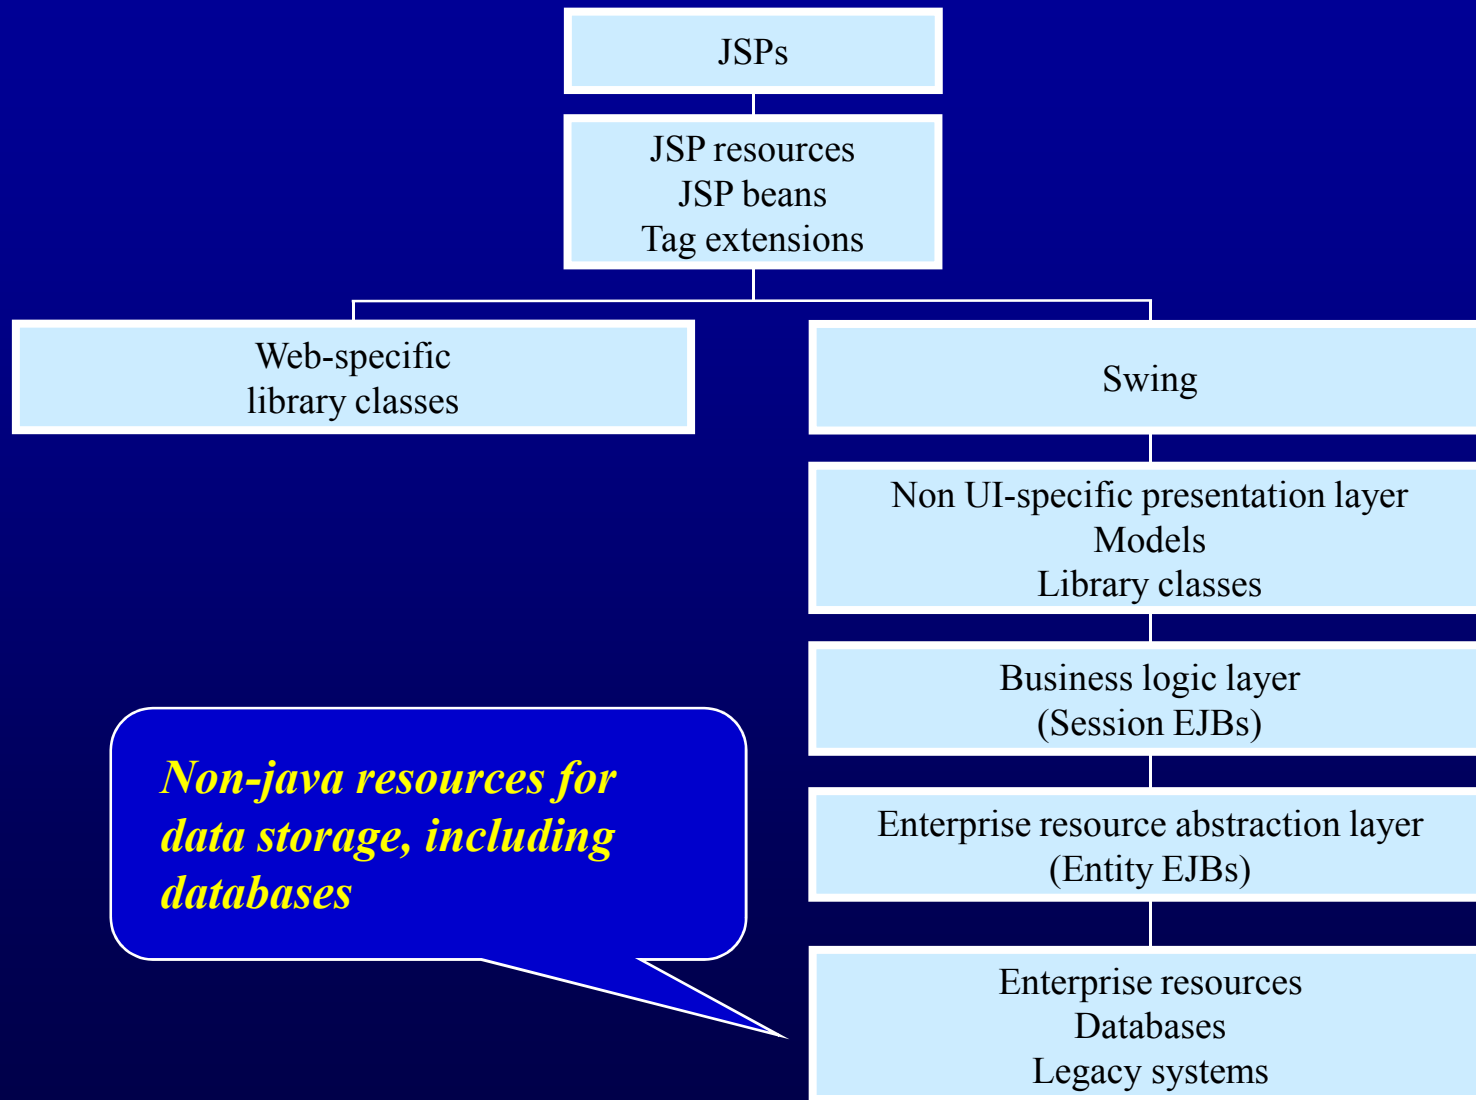 JSPs
JSP resources
JSP beans
Tag extensions
Web-specific
library classes
Swing
Non UI-specific presentation layer
Models
Library classes
Business logic layer
(Session EJBs)
Non-java resources for
data storage, including
databases
Enterprise resource abstraction layer
(Entity EJBs)
Enterprise resources
Databases
Legacy systems